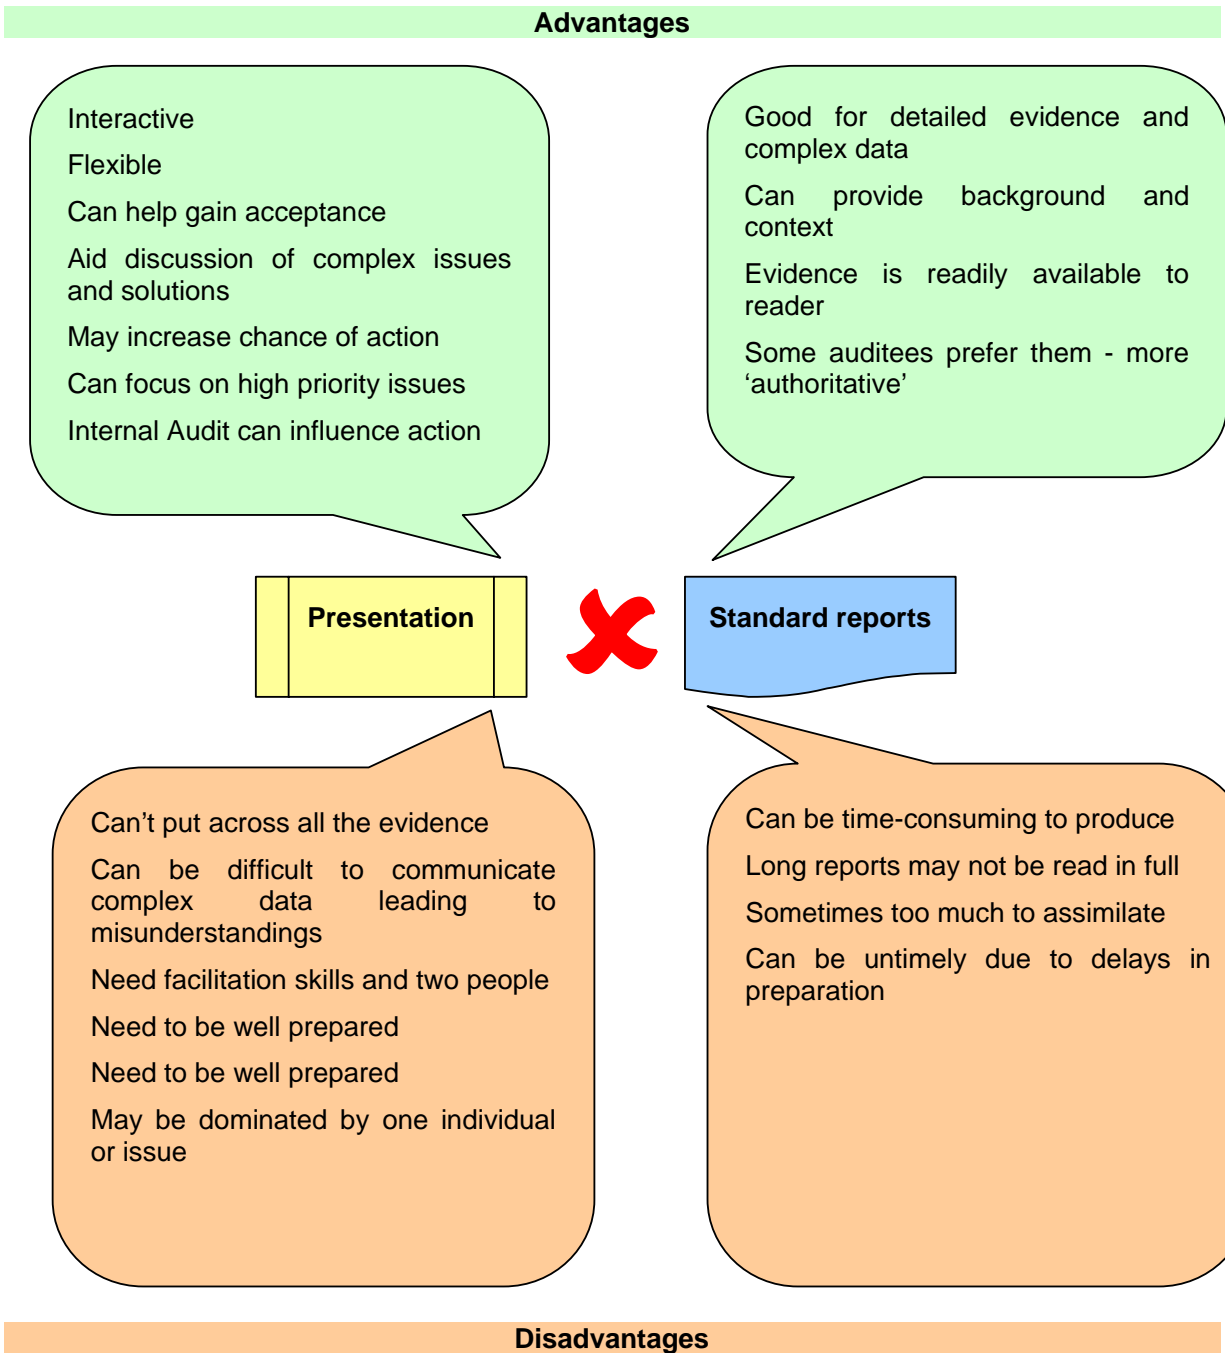 Advantages
Interactive
Flexible
Can help gain acceptance
Aid discussion of complex issues
and solutions
May increase chance of action
Can focus on high priority issues
Internal Audit can influence action
Good for detailed evidence and
complex data
Can provide background and
context
Evidence is readily available to
reader
Some auditees prefer them - more
‘authoritative’
Presentation
Standard reports
Can’t put across all the evidence
Can be difficult to communicate
complex data leading to
misunderstandings
Need facilitation skills and two people
Need to be well prepared
Need to be well prepared
May be dominated by one individual
or issue
Can be time-consuming to produce
Long reports may not be read in full
Sometimes too much to assimilate
Can be untimely due to delays in
preparation
Disadvantages